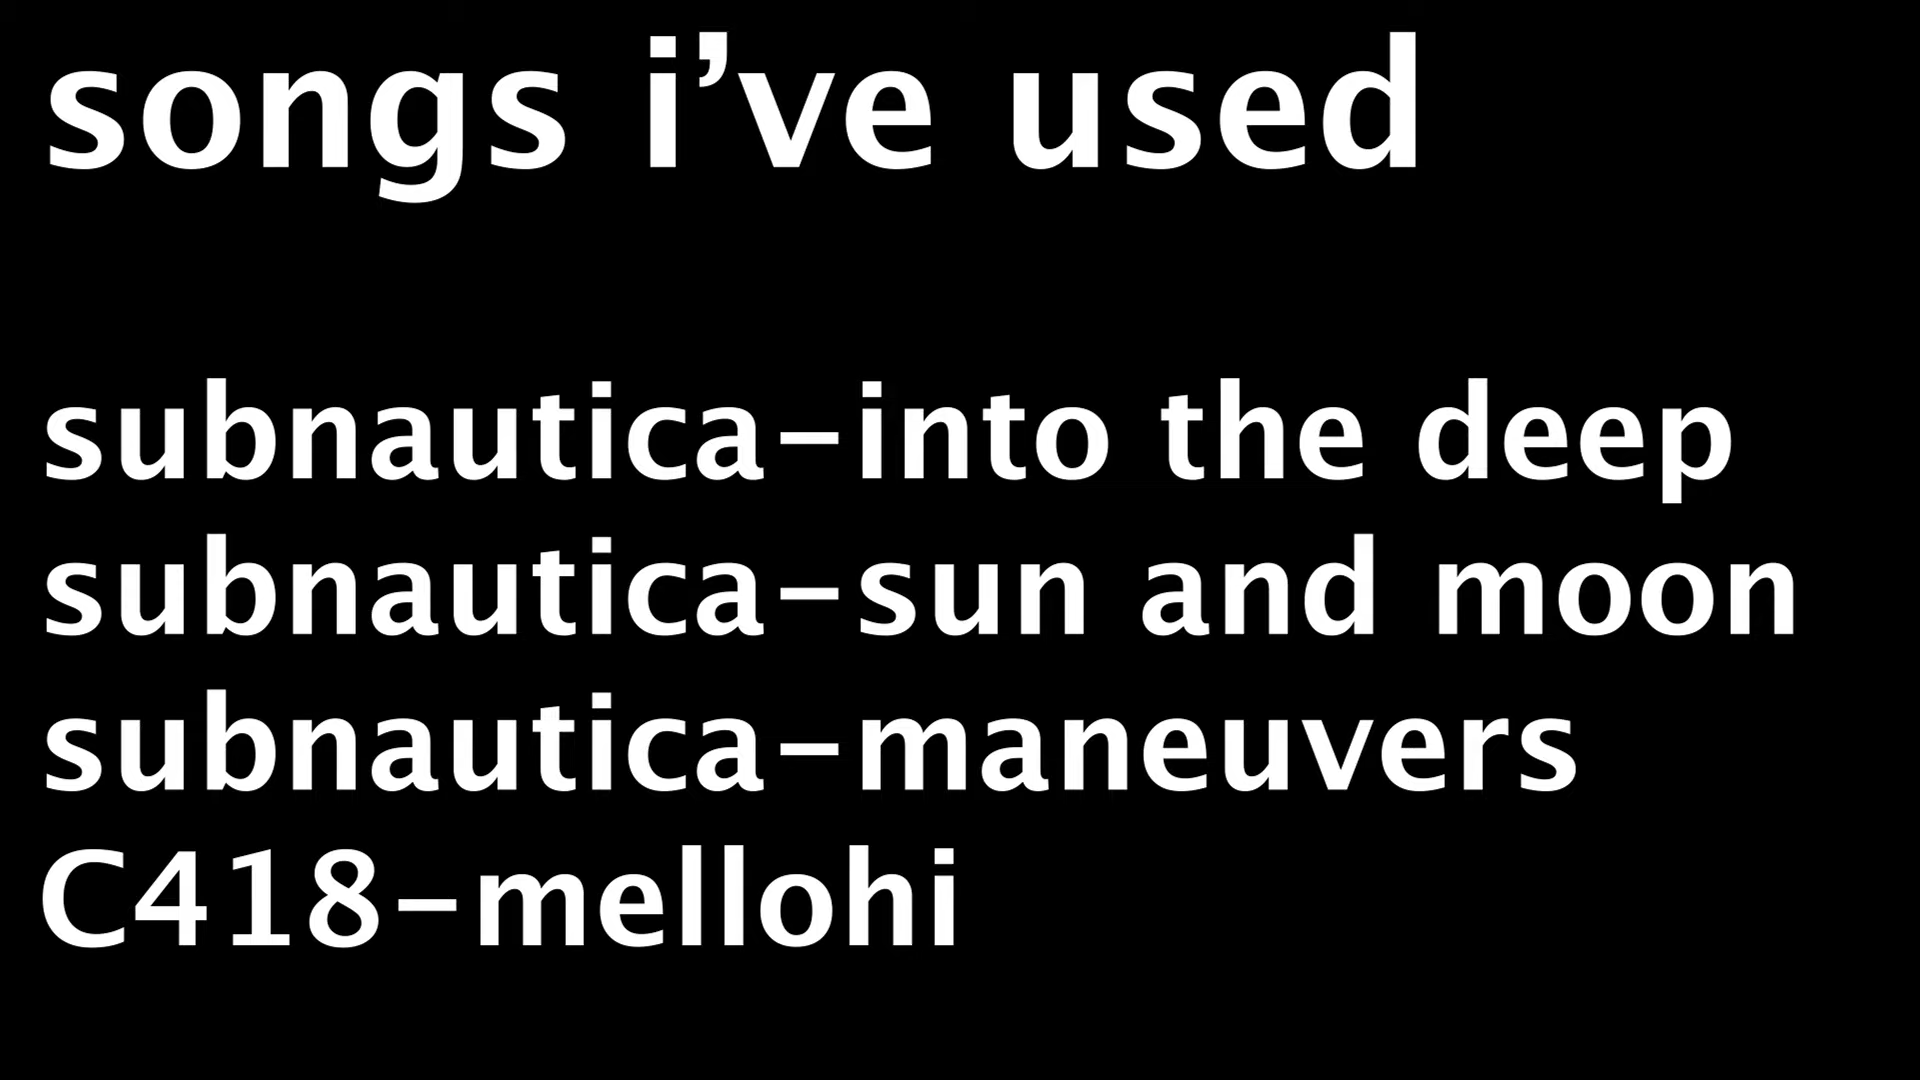 songs i’ve used
subnautica-into the deep
subnautica-sun and moon
subnautica-maneuvers
C418-mellohi